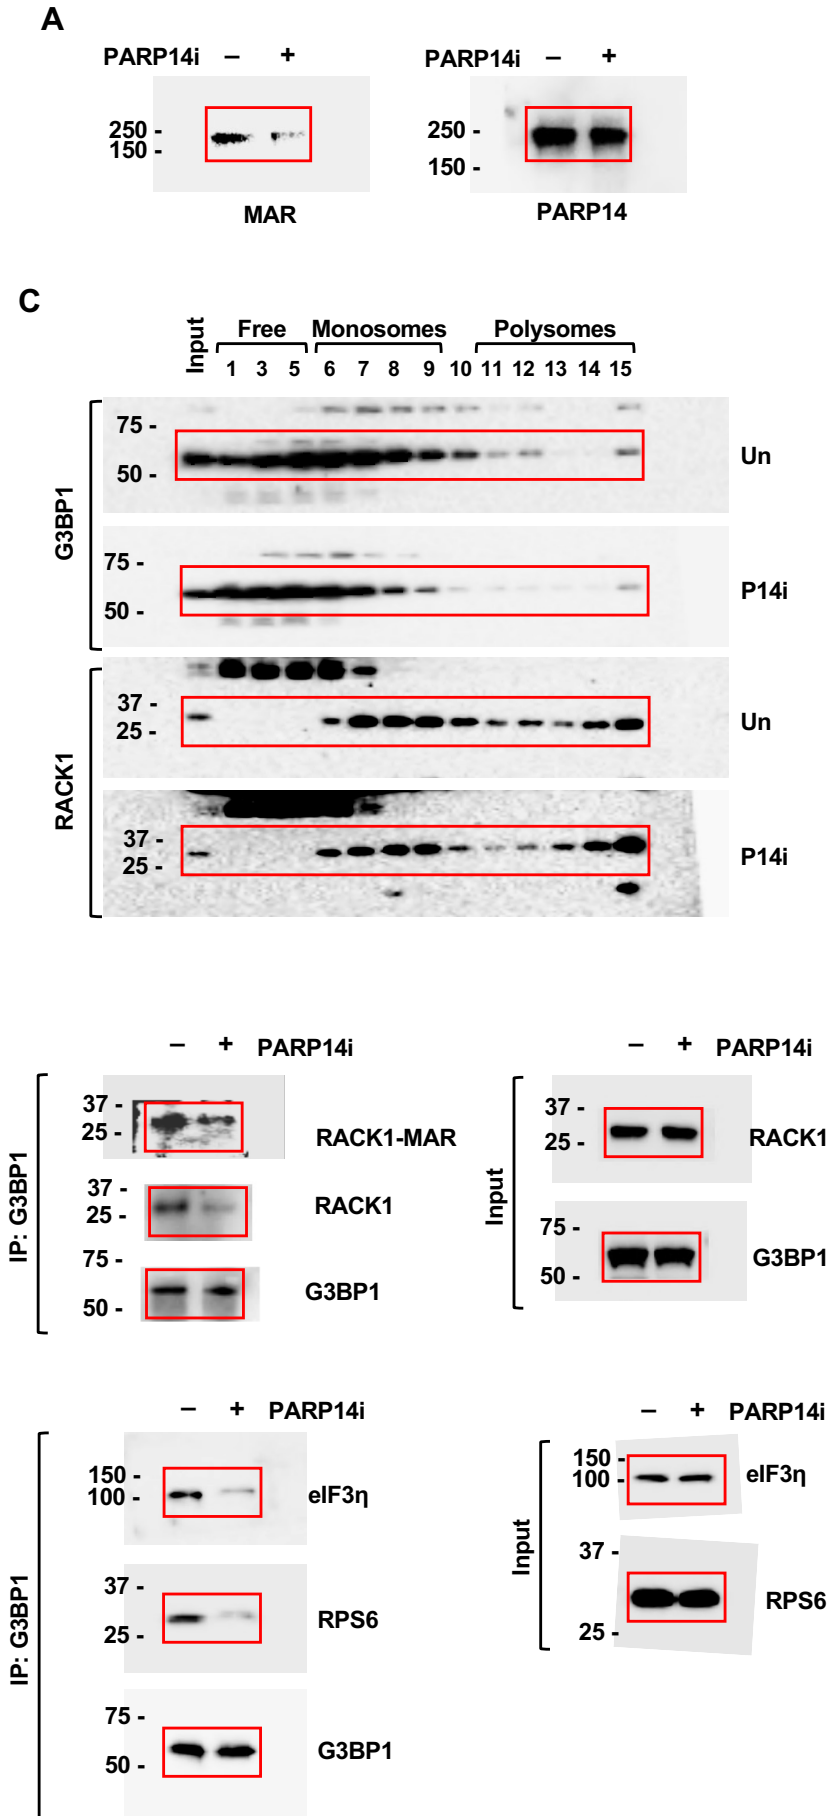 A
PARP14i – +
250 -
150 -
MAR
PARP14i – +
250 -
150 -
PARP14
C
Input Free Monosomes Polysomes
1 3 5 6 7 8 9 10 11 12 13 14 15
G3BP1
75 -
50 -
Un
75 -
50 -
P14i
RACK1
37 -
25 -
Un
37 -
25 -
P14i
– + PARP14i
IP: G3BP1
37 -
25 -
RACK1-MAR
37 -
25 -
RACK1
75 -
50 -
G3BP1
– + PARP14i
Input
37 -
25 -
RACK1
75 -
50 -
G3BP1
– + PARP14i
IP: G3BP1
150 -
100 -
eIF3η
37 -
25 -
RPS6
75 -
50 -
G3BP1
– + PARP14i
Input
150 -
100 -
eIF3η
37 -
25 -
RPS6